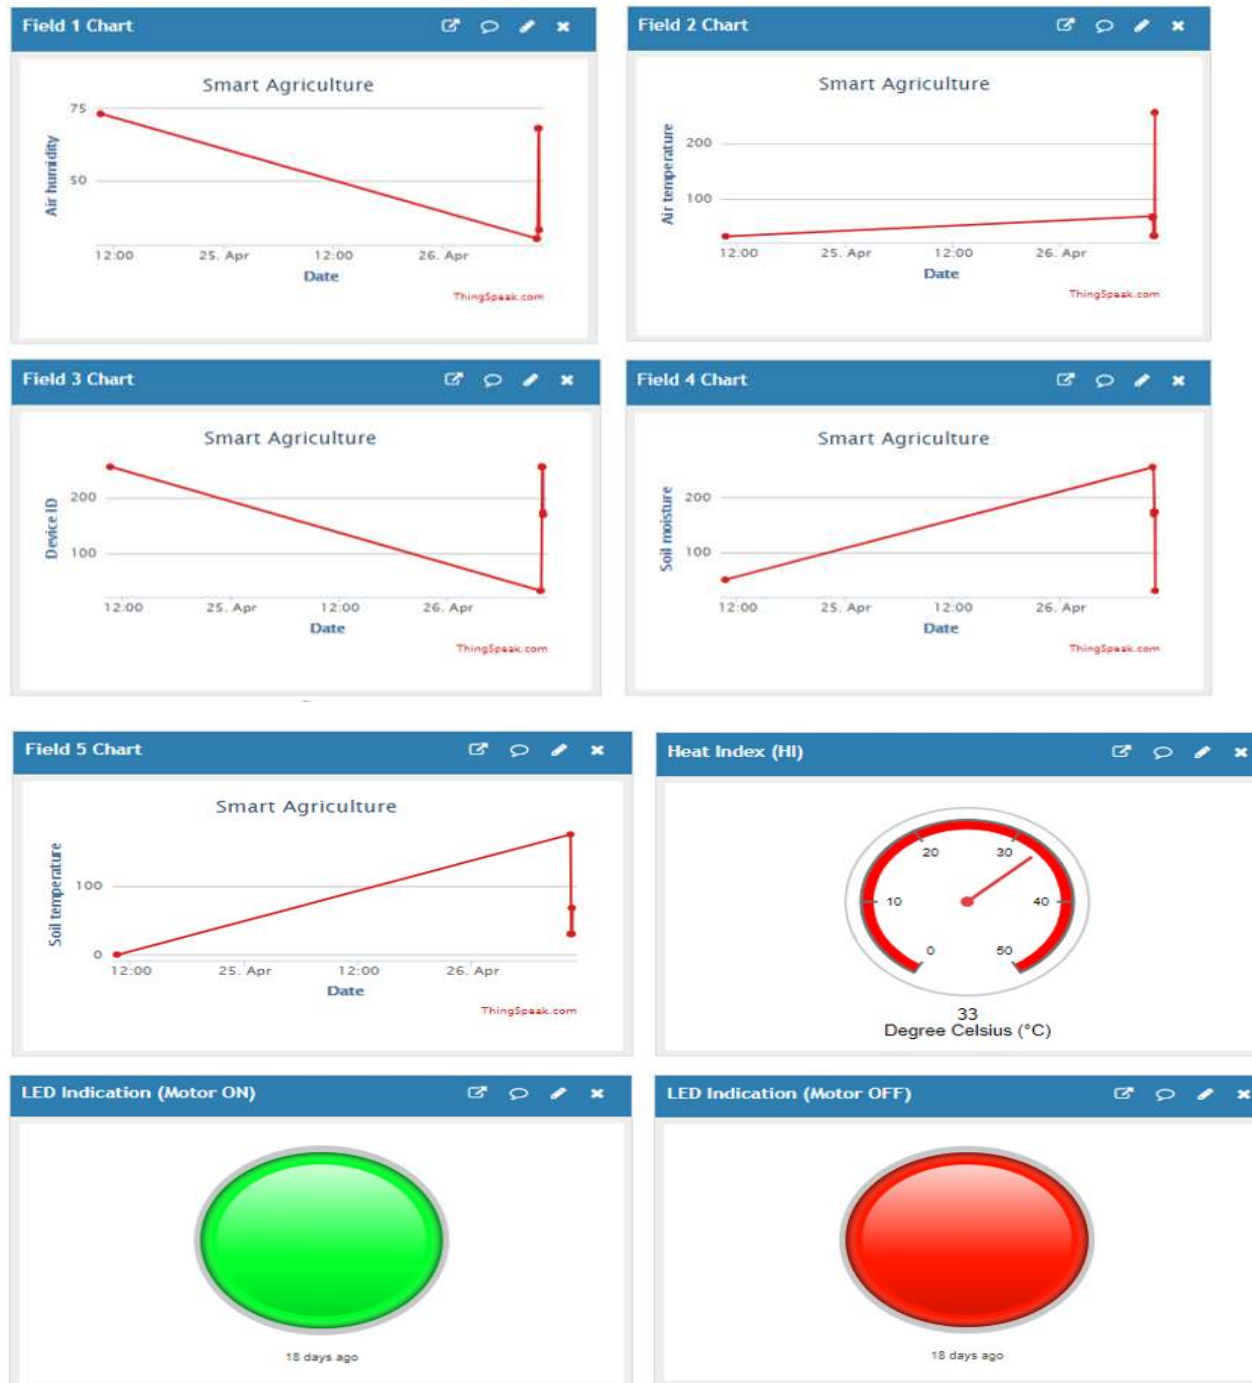 Field 1 Chart
Smart Agriculture
75
50
Air humidity
12:00 25. Apr 12:00 26. Apr
Date
ThingSpeak.com
Field 2 Chart
Smart Agriculture
200
100
Air temperature
12:00 25. Apr 12:00 26. Apr
Date
ThingSpeak.com
Field 3 Chart
Smart Agriculture
200
100
Device ID
12:00 25. Apr 12:00 26. Apr
Date
ThingSpeak.com
Field 4 Chart
Smart Agriculture
200
100
Soil moisture
12:00 25. Apr 12:00 26. Apr
Date
ThingSpeak.com
Field 5 Chart
Smart Agriculture
100
0
Soil temperature
12:00 25. Apr 12:00 26. Apr
Date
ThingSpeak.com
Heat Index (HI)
20 30
10 40
0 50
33
Degree Celsius (°C)
LED Indication (Motor ON)
18 days ago
LED Indication (Motor OFF)
18 days ago